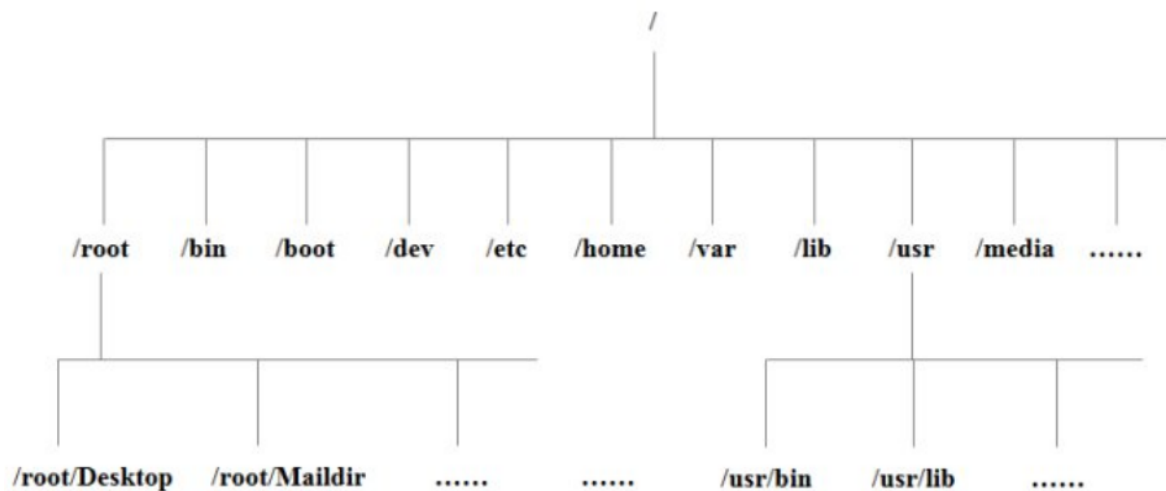 /
/root /bin /boot /dev /etc /home /var /lib /usr /media ……
/root/Desktop /root/Maildir …… …… /usr/bin /usr/lib ……